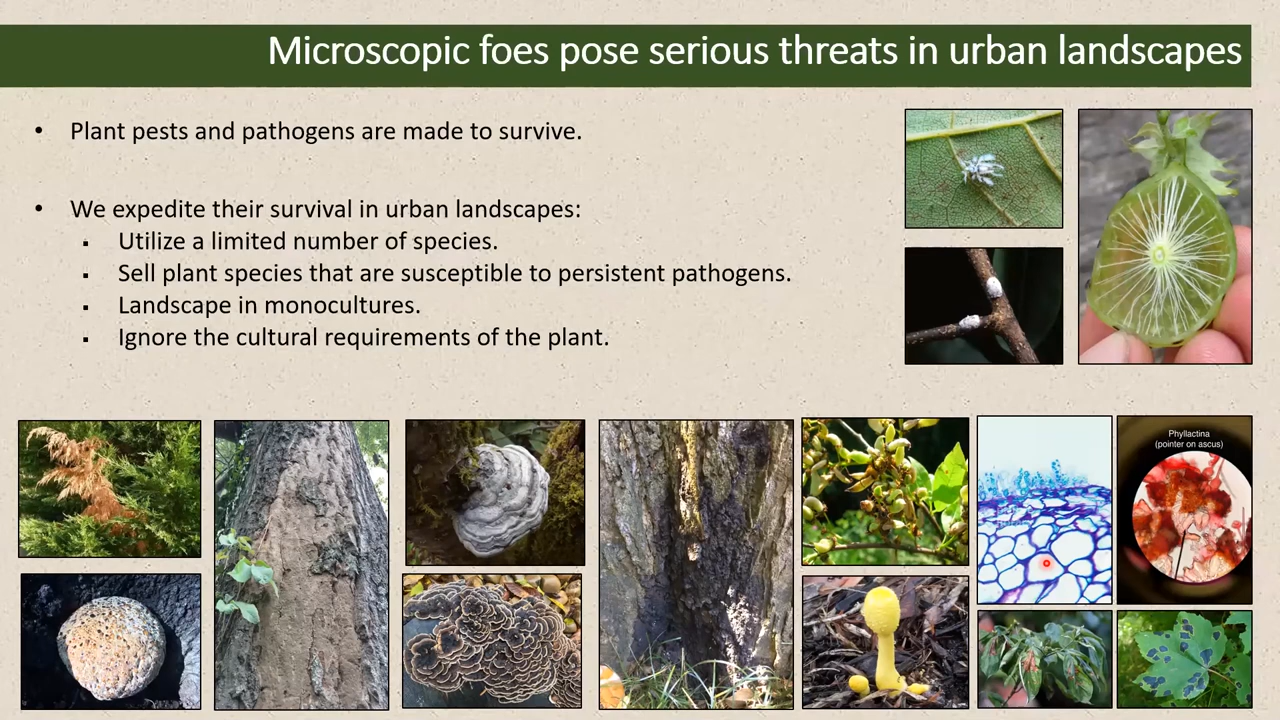 Microscopic foes pose serious threats in urban landscapes
• Plant pests and pathogens are made to survive.
• We expedite their survival in urban landscapes:
▪ Utilize a limited number of species.
▪ Sell plant species that are susceptible to persistent pathogens.
▪ Landscape in monocultures.
▪ Ignore the cultural requirements of the plant.
Phyllactina
(pointer on ascus)